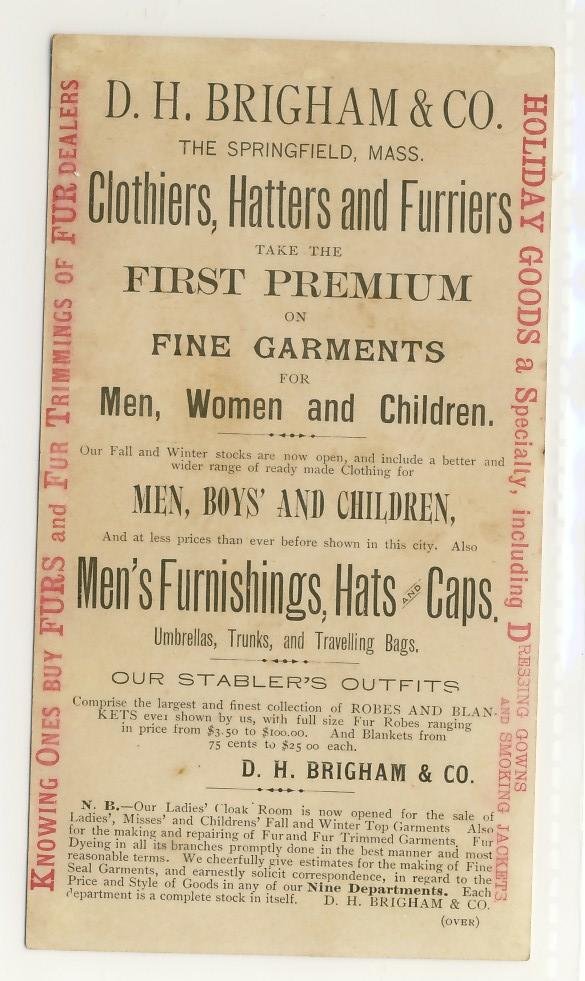 D. H. BRIGHAM & CO.
THE SPRINGFIELD, MASS.
Clothiers, Hatters and Furriers
TAKE THE
FIRST PREMIUM
ON
FINE GARMENTS
FOR
Men, Women and Children.
Our Fall and Winter stocks are now open, and include a better and
wider range of ready made Clothing for
MEN, BOYS' AND CHILDREN,
And at less prices than ever before shown in this city. Also
Men's Furnishings, Hats AND Caps.
Umbrellas, Trunks, and Travelling Bags.
OUR STABLER'S OUTFITS
Comprise the largest and finest collection of ROBES AND BLAN-
KETS ever shown by us, with full size Fur Robes ranging
in price from $3.50 to $100.00. And Blankets from
75 cents to $25 00 each.
D. H. BRIGHAM & CO.
N. B.—Our Ladies' Cloak Room is now opened for the sale of
Ladies', Misses' and Childrens' Fall and Winter Top Garments Also
for the making and repairing of Fur and Fur Trimmed Garments. Fur
Dyeing in all its branches promptly done in the best manner and most
reasonable terms. We cheerfully give estimates for the making of Fine
Seal Garments, and earnestly solicit correspondence, in regard to the
Price and Style of Goods in any of our Nine Departments. Each
department is a complete stock in itself. D. H. BRIGHAM & CO.
(OVER)
KNOWING ONES BUY FURS and FUR TRIMMINGS OF FUR DEALERS
HOLIDAY GOODS a Specialty, including DRESSING GOWNS
AND SMOKING JACKETS